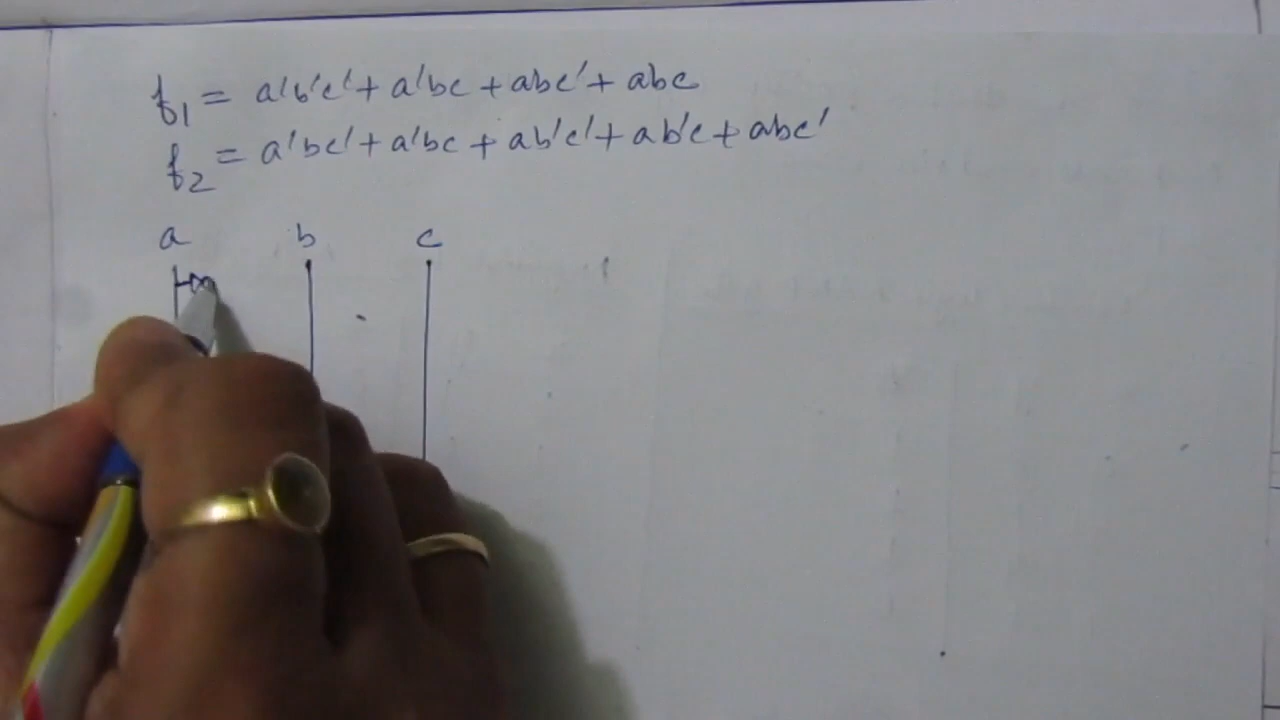 f1 = a'b'c' + a'bc + abc' + abc
f2 = a'bc' + a'bc + ab'c' + ab'c + abc'
a b c